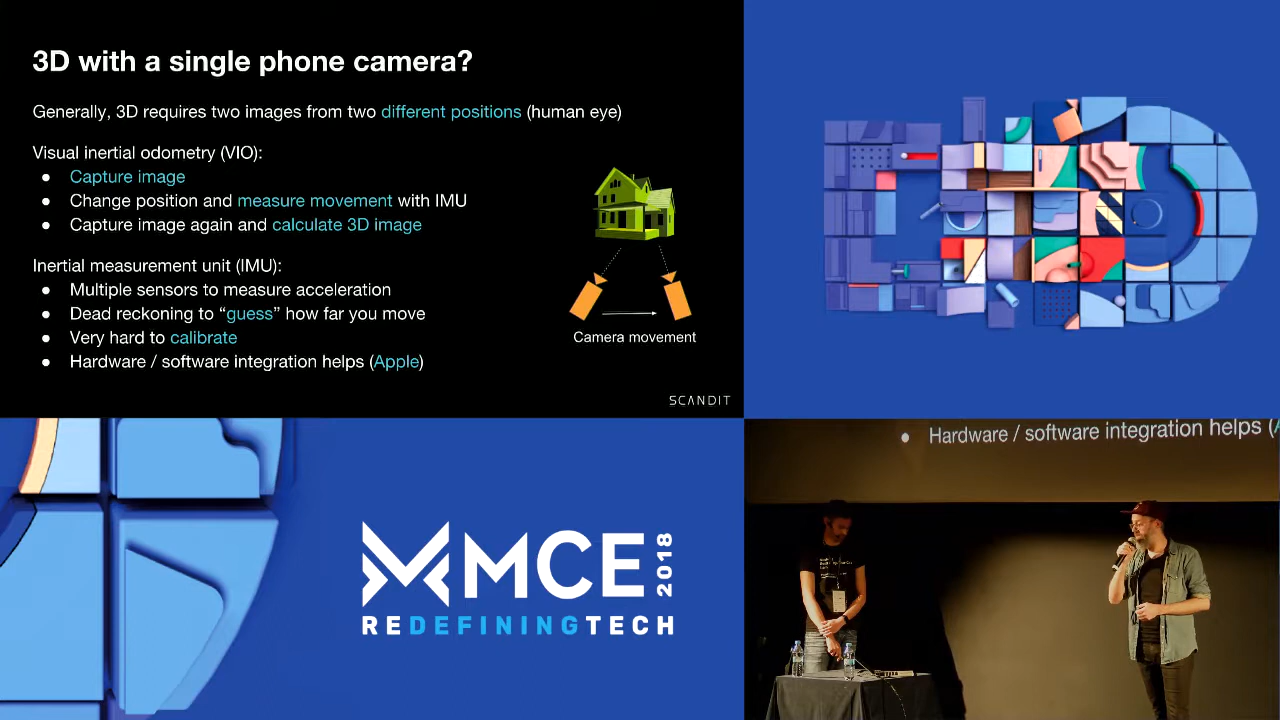 3D with a single phone camera?
Generally, 3D requires two images from two different positions (human eye)
Visual inertial odometry (VIO):
● Capture image
● Change position and measure movement with IMU
● Capture image again and calculate 3D image
Inertial measurement unit (IMU):
● Multiple sensors to measure acceleration
● Dead reckoning to “guess” how far you move
● Very hard to calibrate
● Hardware / software integration helps (Apple)
Camera movement
SCANDIT
MCE 2018
REDEFININGTECH
● Hardware / software integration helps (